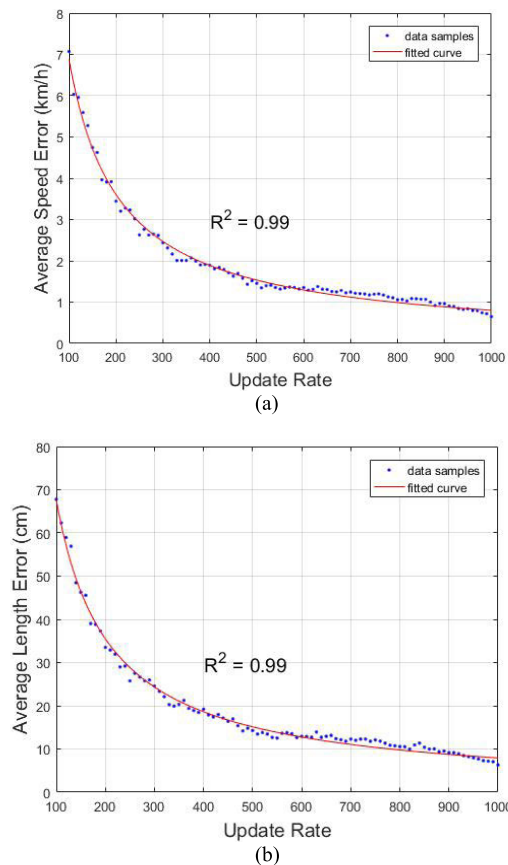 8
7
6
5
4
3
2
1
0
Average Speed Error (km/h)
data samples
fitted curve
R² = 0.99
100 200 300 400 500 600 700 800 900 1000
Update Rate
(a)
80
70
60
50
40
30
20
10
0
Average Length Error (cm)
data samples
fitted curve
R² = 0.99
100 200 300 400 500 600 700 800 900 1000
Update Rate
(b)